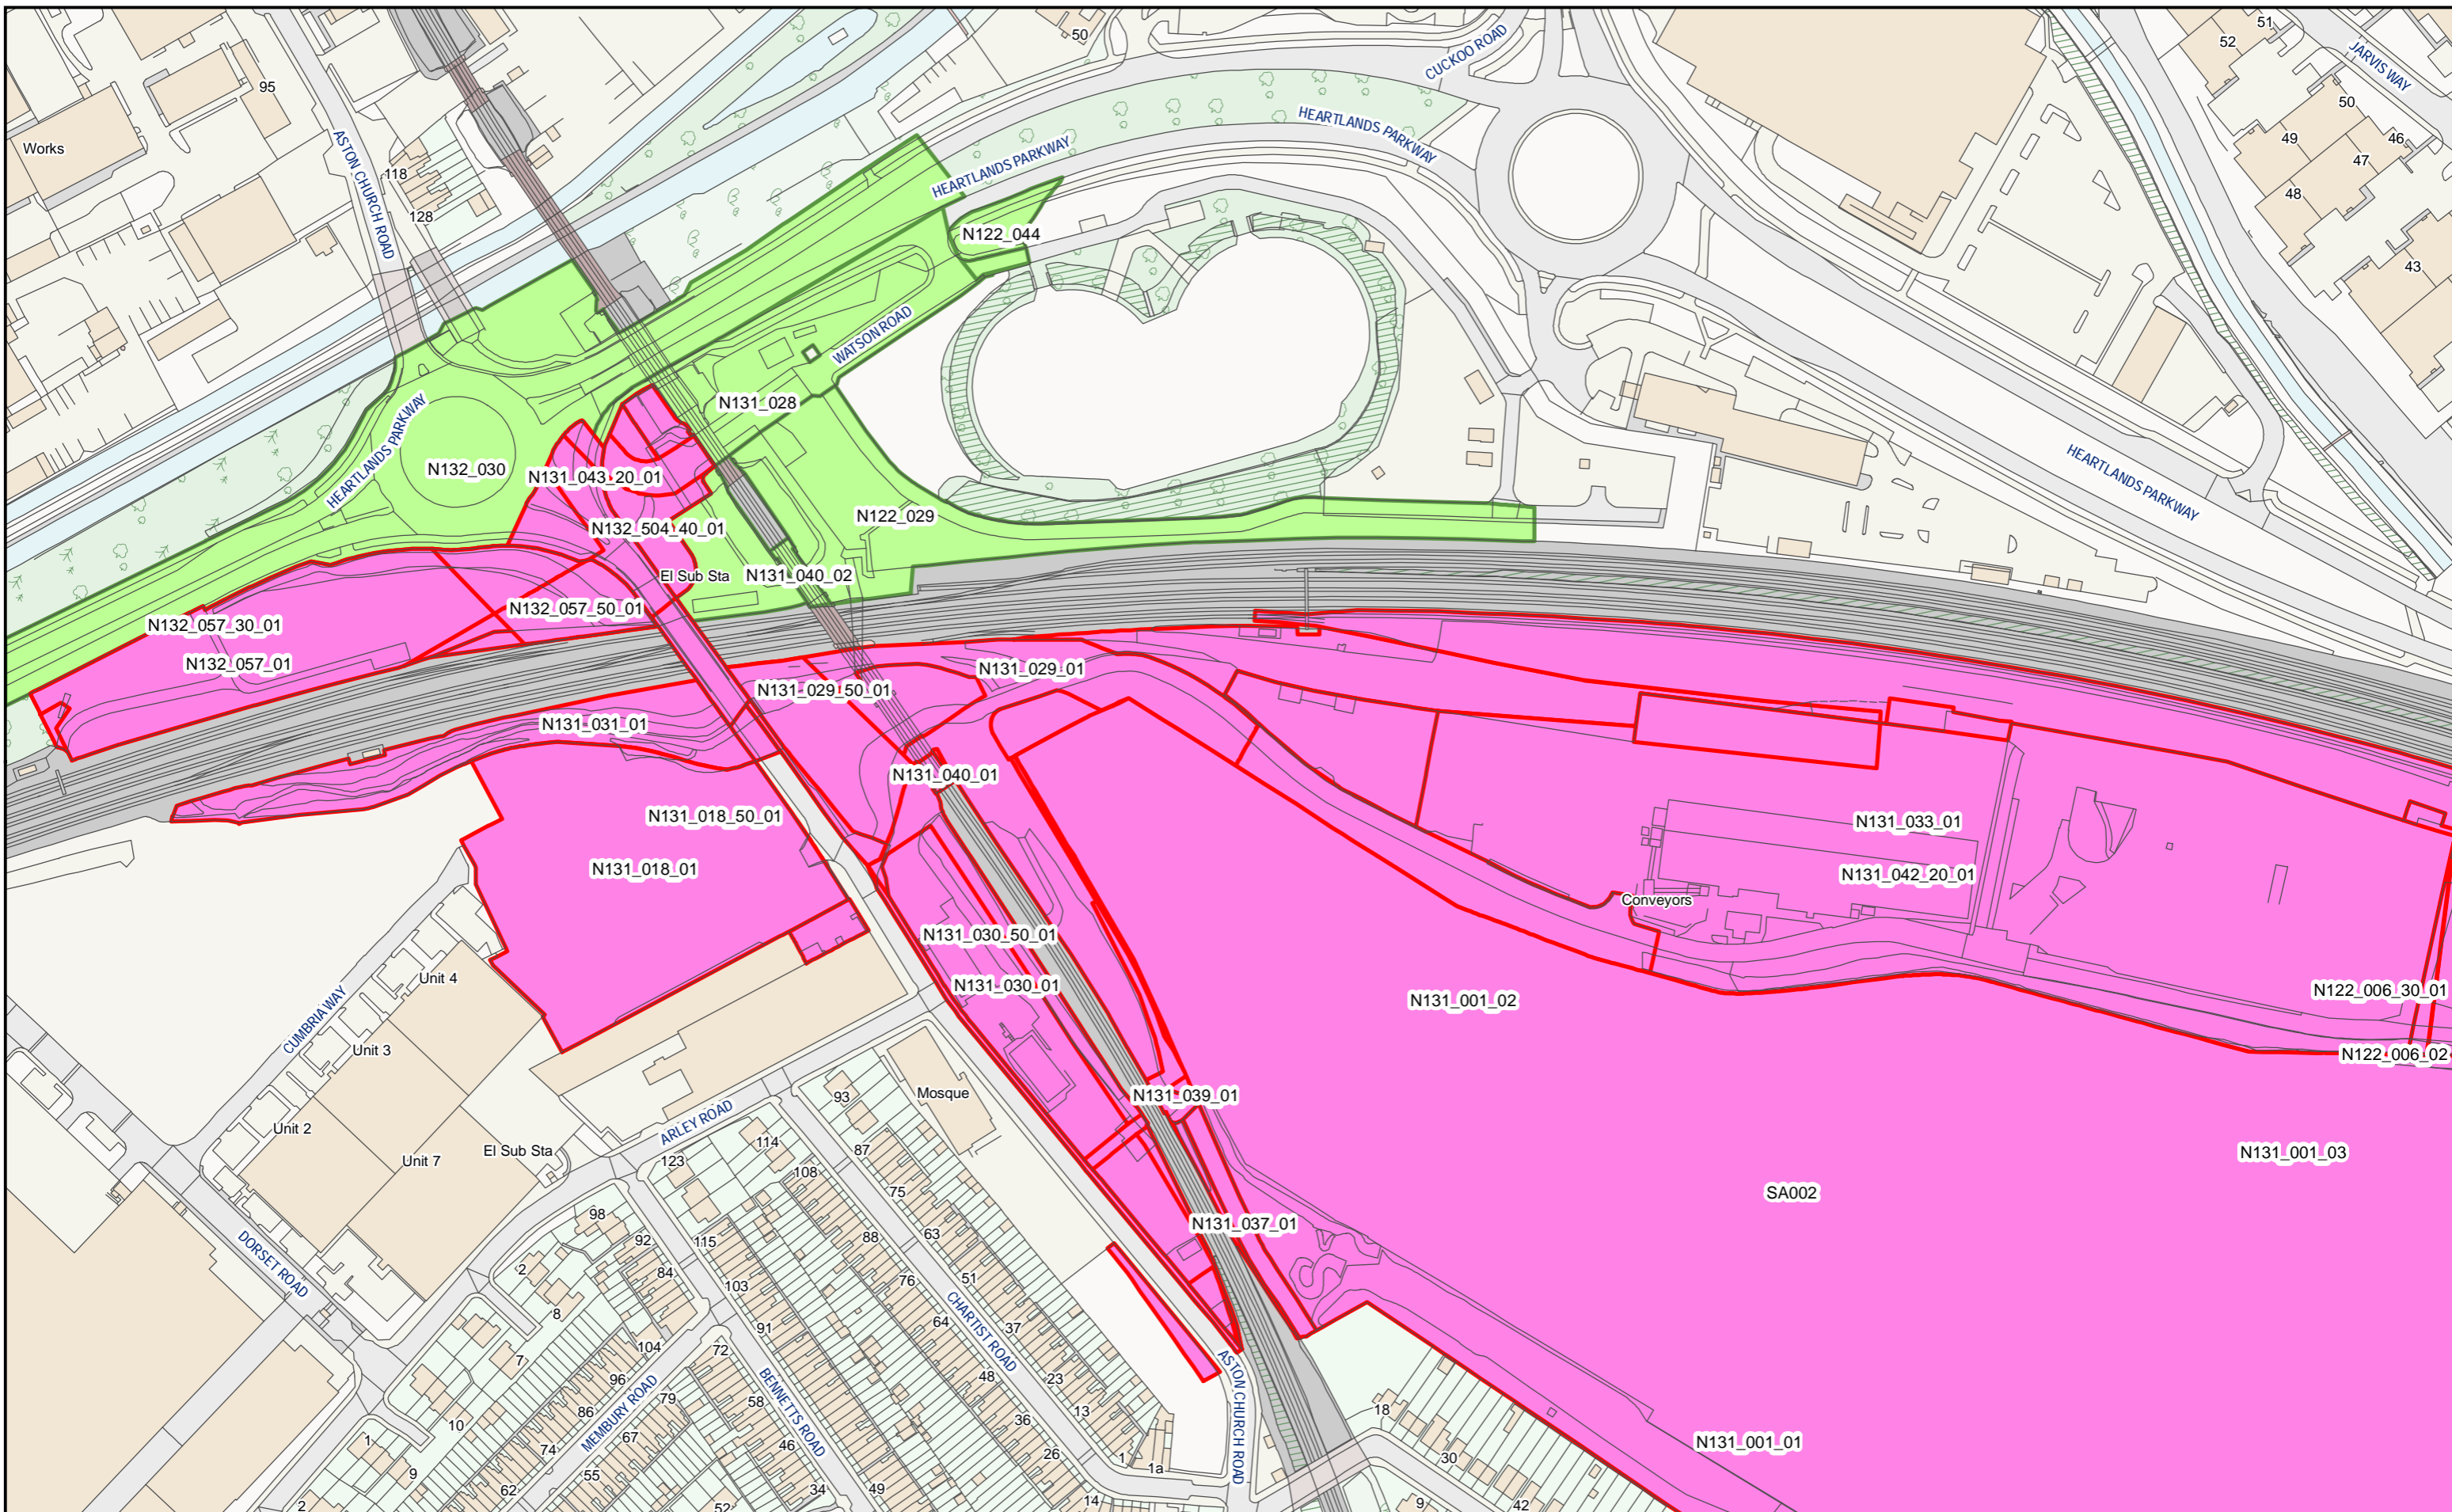 51
52
JARVIS WAY
50
CUCKOO ROAD
95
50
49
46
47
Works
HEARTLANDS PARKWAY
HEARTLANDS PARKWAY
ASTON CHURCH ROAD
118
48
128
N122_044
43
WATSON ROAD
N131_028
HEARTLANDS PARKWAY
N132_030
N131_043_20_01
HEARTLANDS PARKWAY
N122_029
N132_504_40_01
El Sub Sta
N131_040_02
N132_057_50_01
N132_057_30_01
N132_057_01
N131_029_01
N131_029_50_01
N131_031_01
N131_040_01
N131_018_50_01
N131_033_01
N131_018_01
N131_042_20_01
Conveyors
N131_030_50_01
Unit 4
N131_030_01
N122_006_30_01
N131_001_02
CUMBRIA WAY
Unit 3
N122_006_02
Mosque
93
N131_039_01
ARLEY ROAD
Unit 2
114
El Sub Sta
87
N131_001_03
Unit 7
123
108
75
SA002
98
N131_037_01
63
88
92
115
DORSET ROAD
2
84
51
76
103
8
CHARTIST ROAD
64
37
91
104
72
7
ASTON CHURCH ROAD
BENNETTS ROAD
48
23
96
MEMBURY ROAD
79
58
18
86
13
10
36
67
46
1
N131_001_01
74
26
1
30
1a
9
55
62
34
49
14
2
52
9
42